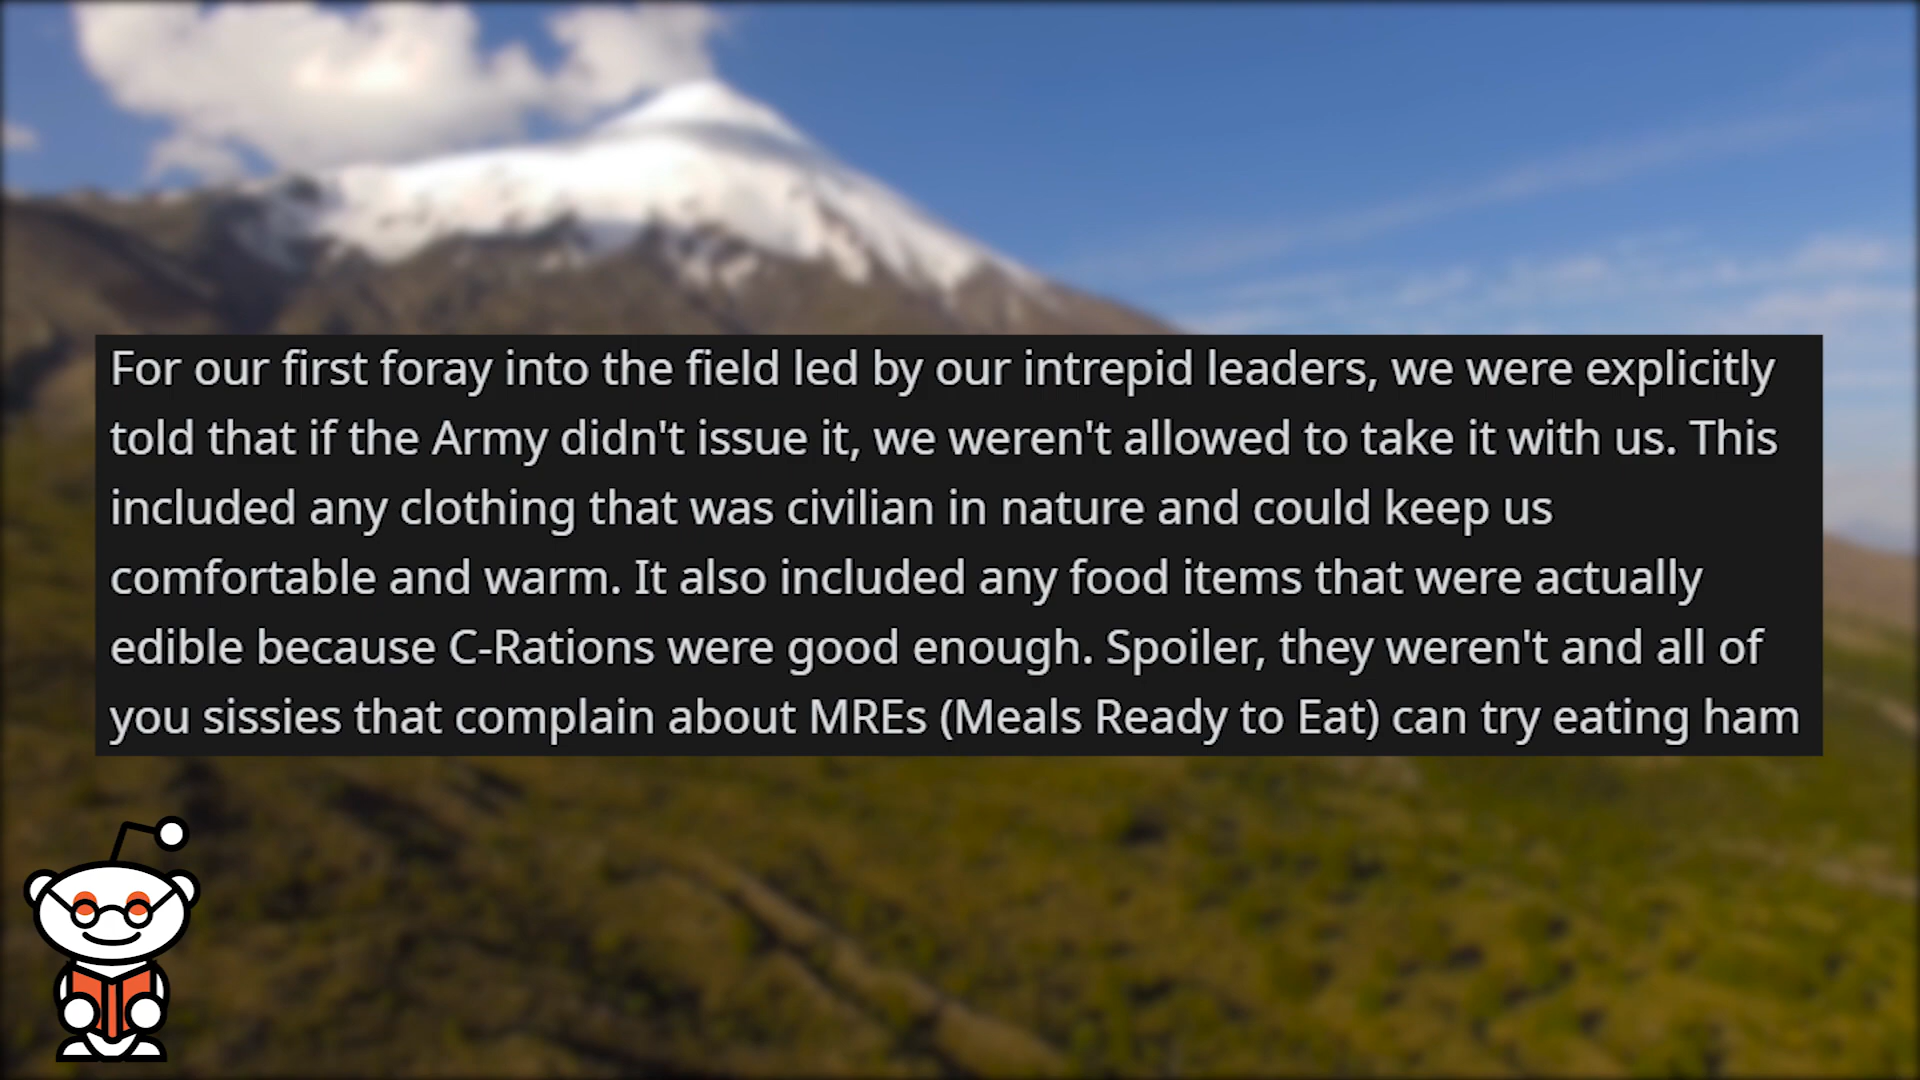 For our first foray into the field led by our intrepid leaders, we were explicitly
told that if the Army didn't issue it, we weren't allowed to take it with us. This
included any clothing that was civilian in nature and could keep us
comfortable and warm. It also included any food items that were actually
edible because C-Rations were good enough. Spoiler, they weren't and all of
you sissies that complain about MREs (Meals Ready to Eat) can try eating ham